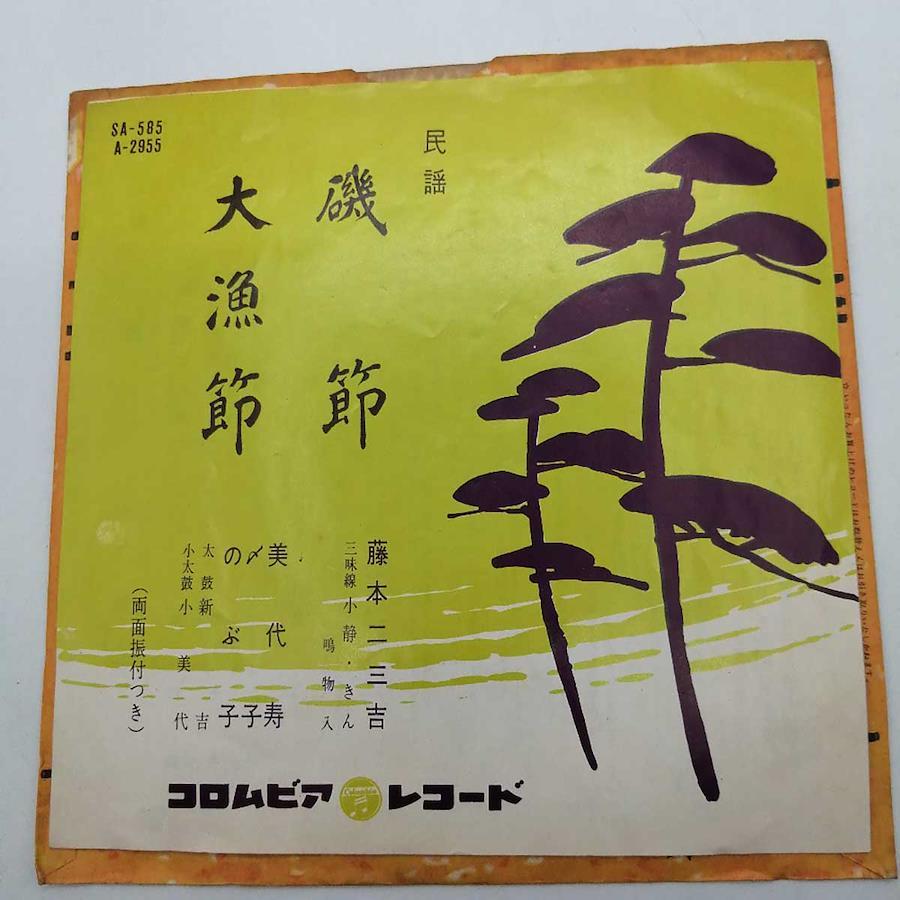 SA-585
A-2955
民謡
磯節
大漁節
藤本二三吉
三味線 小静・きん
鳴物入
美代寿
〆子
のぶ子
太鼓 新吉
小太鼓 小美代
(両面振付つき)
コロムビア Columbia レコード